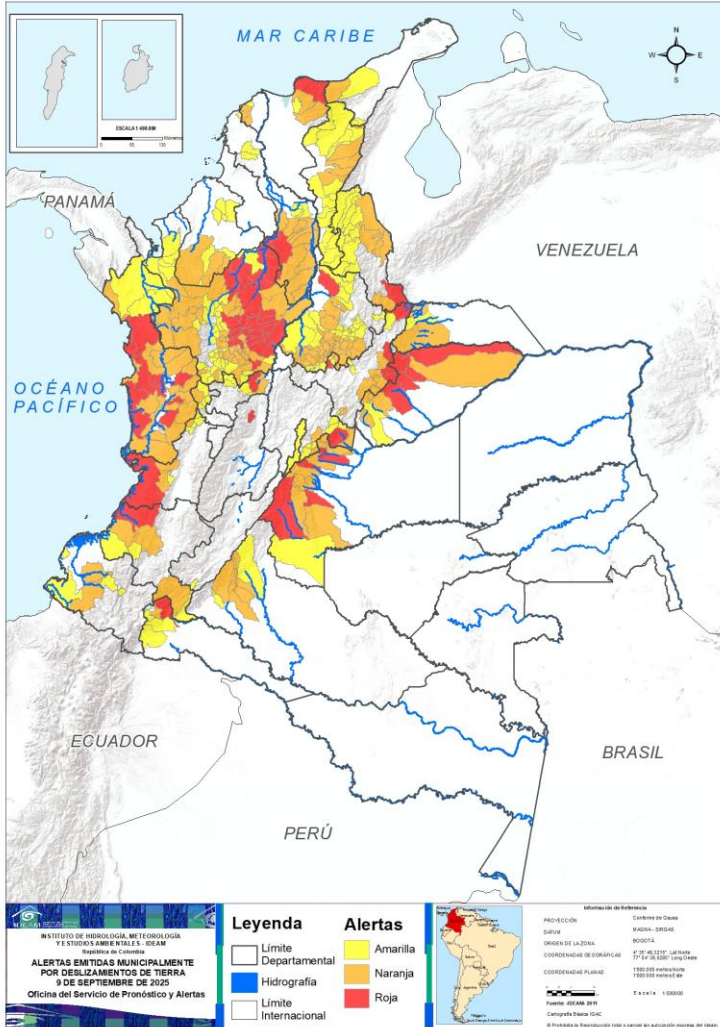 MAR CARIBE
N
W
E
S
ESCALA 1:400.000
PANAMÁ
VENEZUELA
OCÉANO
PACÍFICO
ECUADOR
BRASIL
PERÚ
IDEAM
INSTITUTO DE HIDROLOGÍA, METEOROLOGÍA
Y ESTUDIOS AMBIENTALES - IDEAM
República de Colombia
ALERTAS EMITIDAS MUNICIPALMENTE
POR DESLIZAMIENTOS DE TIERRA
9 DE SEPTIEMBRE DE 2025
Oficina del Servicio de Pronóstico y Alertas
Leyenda
Límite
Departamental
Hidrografía
Límite
Internacional
Alertas
Amarilla
Naranja
Roja
Información de Referencia
PROYECCIÓN Conforme de Gauss
DATUM MAGNA - SIRGAS
ORIGEN DE LA ZONA BOGOTÁ
COORDENADAS GEOGRÁFICAS
COORDENADAS PLANAS
Cartografía Básica IGAC